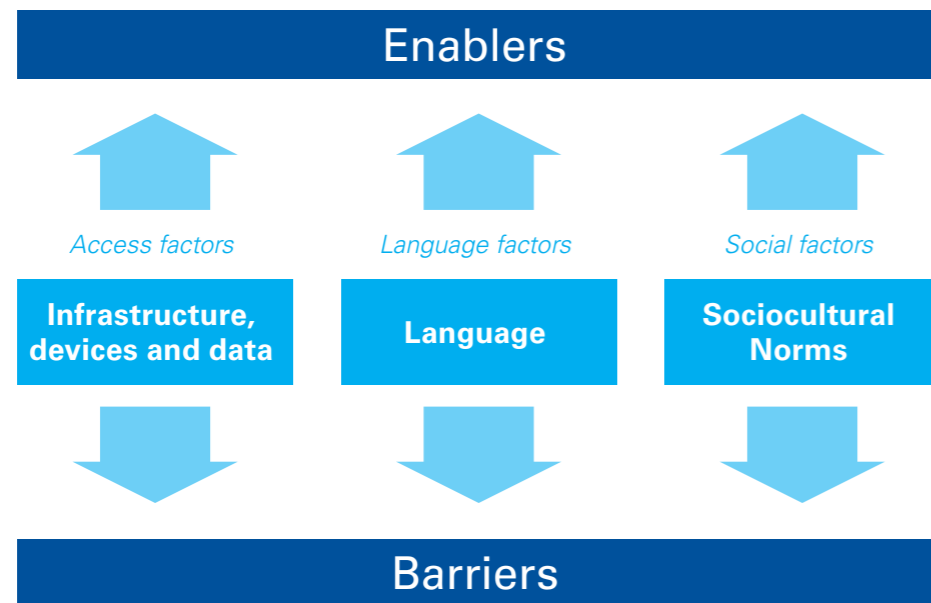 Enablers
Access factors
Language factors
Social factors
Infrastructure,
devices and data
Language
Sociocultural
Norms
Barriers